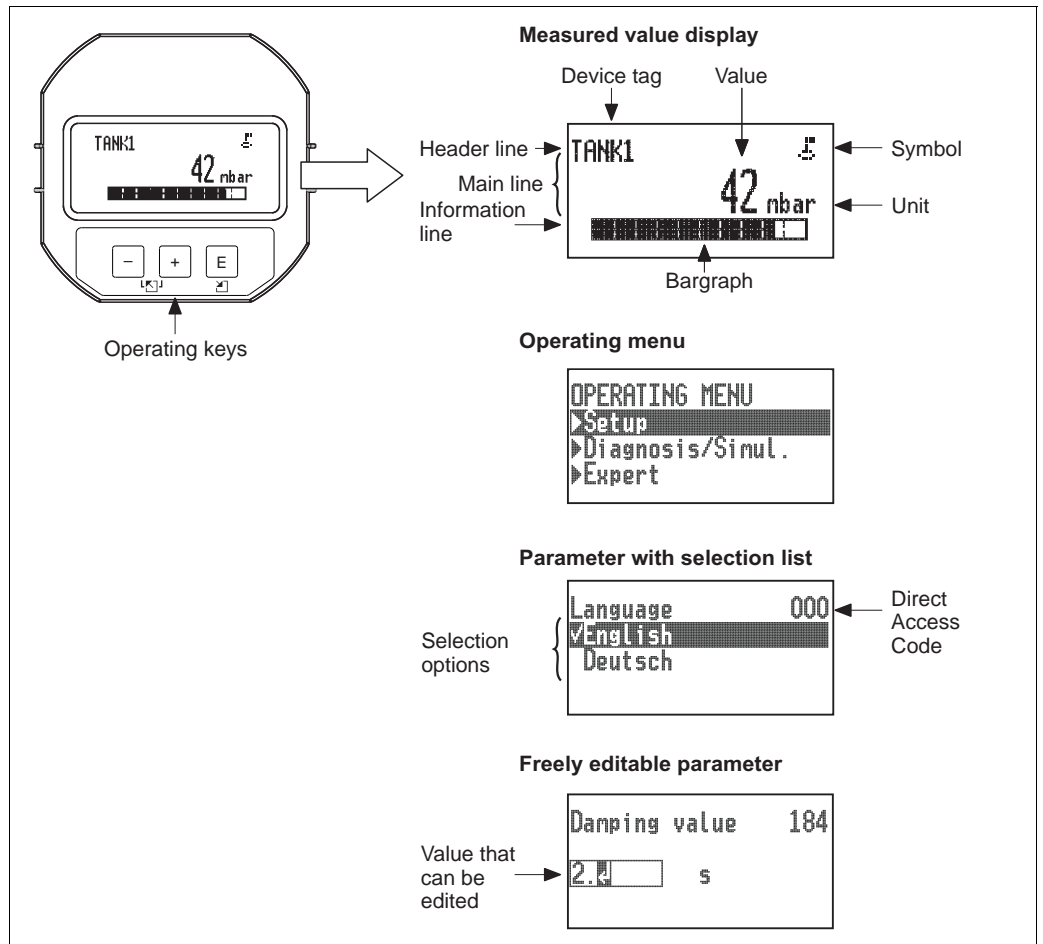 TANK1
42 mbar
–
+
E
Operating keys
Measured value display
Device tag
Value
Header line
TANK1
Symbol
Main line
42 mbar
Unit
Information
line
Bargraph
Operating menu
OPERATING MENU
Setup
Diagnosis/Simul.
Expert
Parameter with selection list
Language 000
Direct
Access
Code
✓English
Deutsch
Selection
options
Freely editable parameter
Damping value 184
Value that
can be
edited
2. s